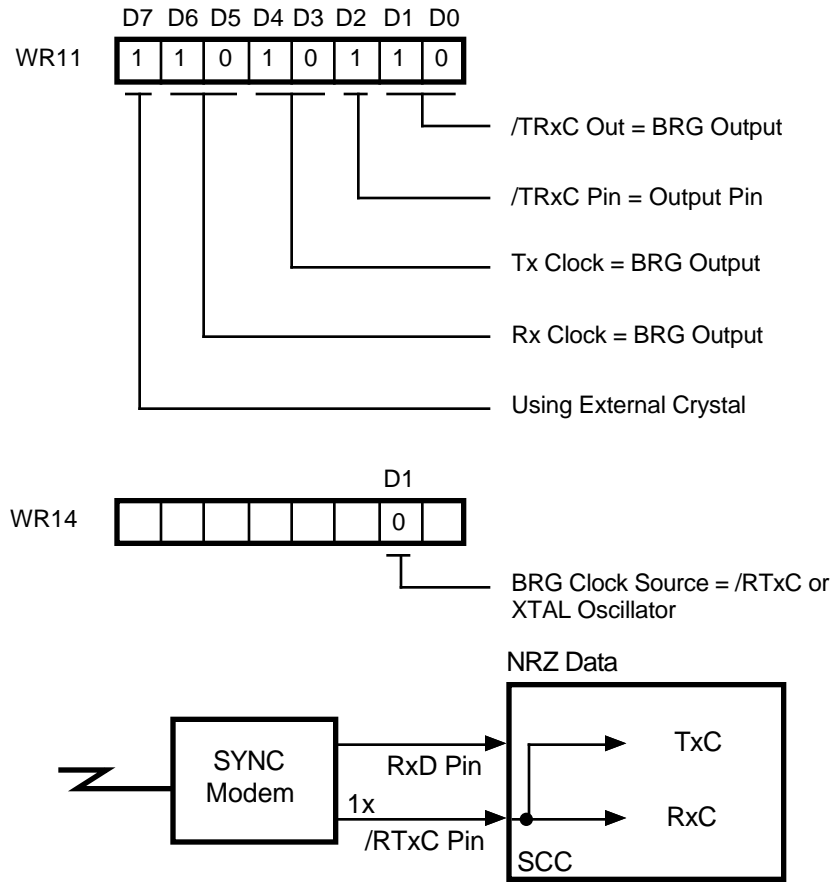 D7 D6 D5 D4 D3 D2 D1 D0
WR11 1 1 0 1 0 1 1 0
/TRxC Out = BRG Output
/TRxC Pin = Output Pin
Tx Clock = BRG Output
Rx Clock = BRG Output
Using External Crystal
D1
WR14 0
BRG Clock Source = /RTxC or
XTAL Oscillator
NRZ Data
SYNC
Modem
RxD Pin
1x
/RTxC Pin
TxC
RxC
SCC